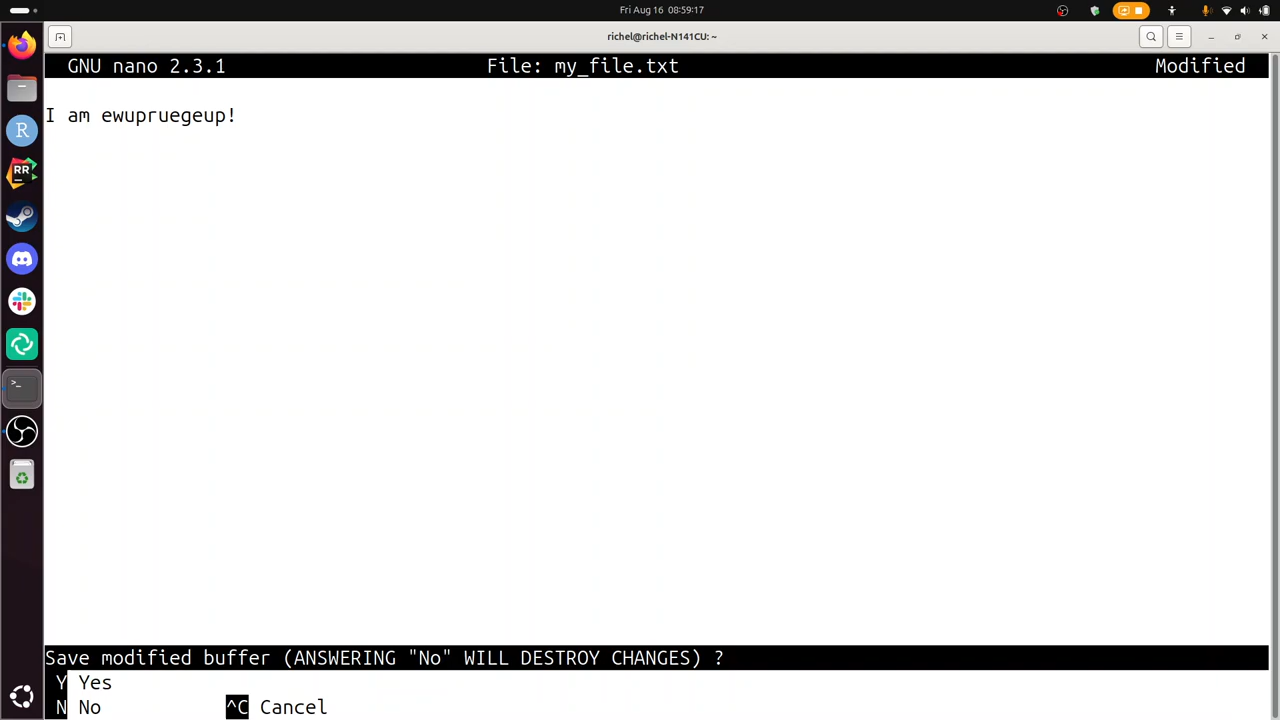 Fri Aug 16 08:59:17
richel@richel-N141CU: ~
GNU nano 2.3.1 File: my_file.txt Modified
I am ewupruegeup!
R
RR
>_
Save modified buffer (ANSWERING "No" WILL DESTROY CHANGES) ?
Y Yes
N No ^C Cancel